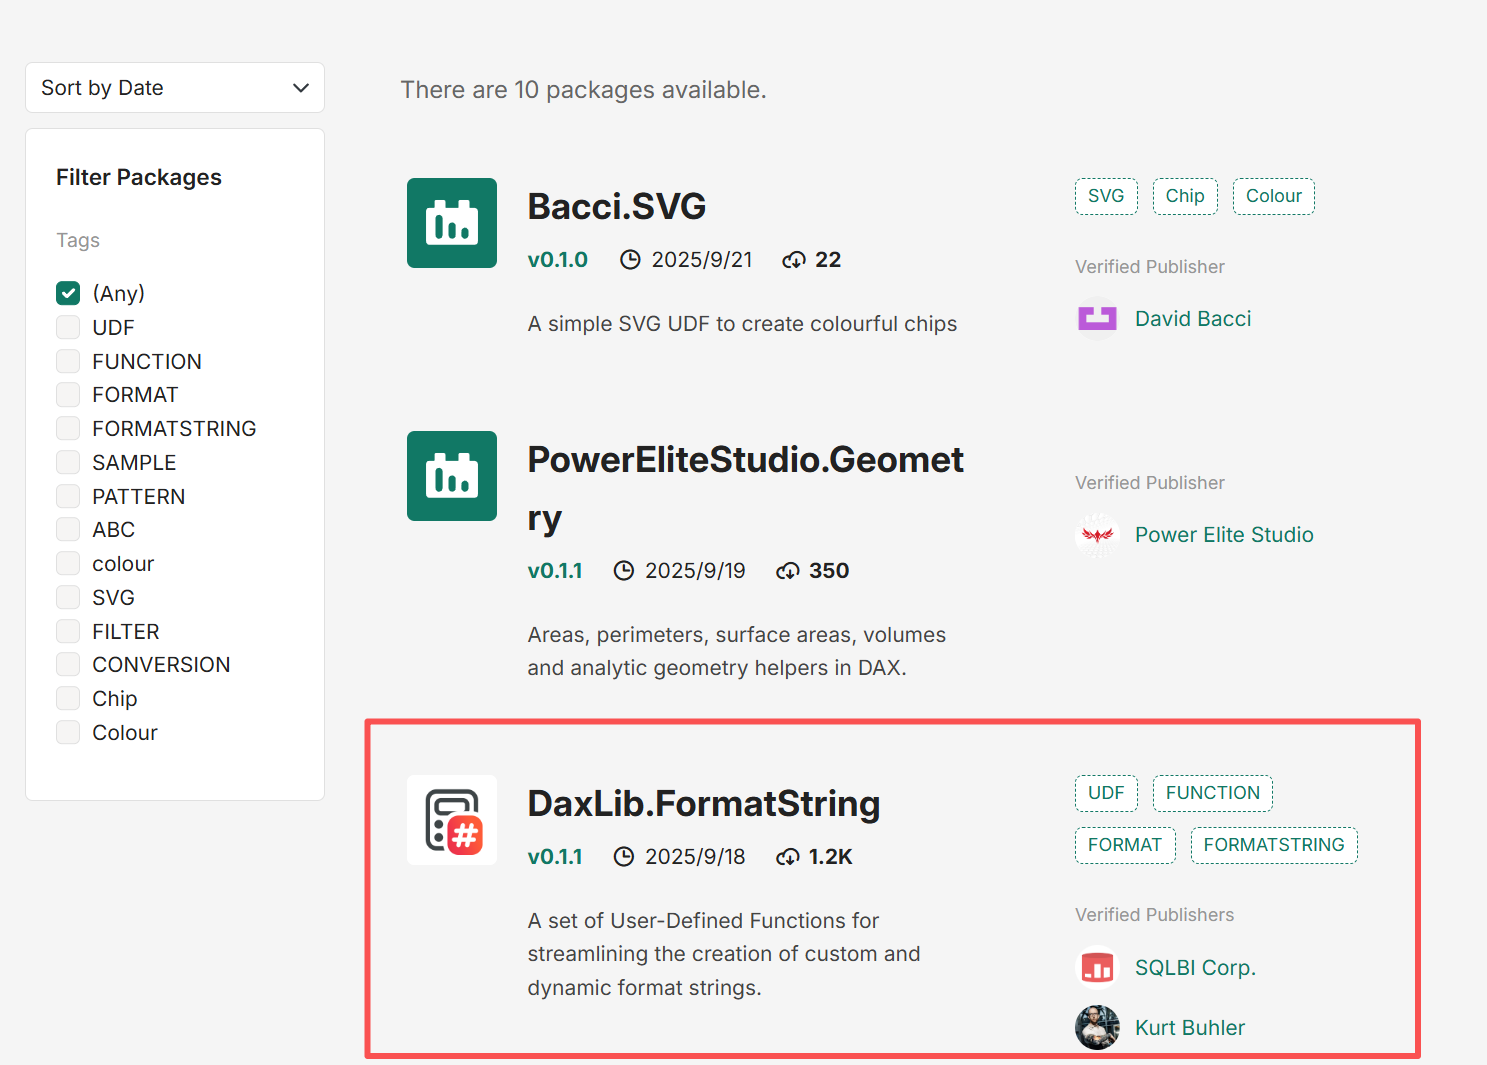 Sort by Date
Filter Packages
Tags
(Any)
UDF
FUNCTION
FORMAT
FORMATSTRING
SAMPLE
PATTERN
ABC
colour
SVG
FILTER
CONVERSION
Chip
Colour
There are 10 packages available.
Bacci.SVG
v0.1.0 2025/9/21 22
A simple SVG UDF to create colourful chips
SVG Chip Colour
Verified Publisher
David Bacci
PowerEliteStudio.Geomet
ry
v0.1.1 2025/9/19 350
Areas, perimeters, surface areas, volumes
and analytic geometry helpers in DAX.
Verified Publisher
Power Elite Studio
#
DaxLib.FormatString
v0.1.1 2025/9/18 1.2K
A set of User-Defined Functions for
streamlining the creation of custom and
dynamic format strings.
UDF FUNCTION
FORMAT FORMATSTRING
Verified Publishers
SQLBI Corp.
Kurt Buhler